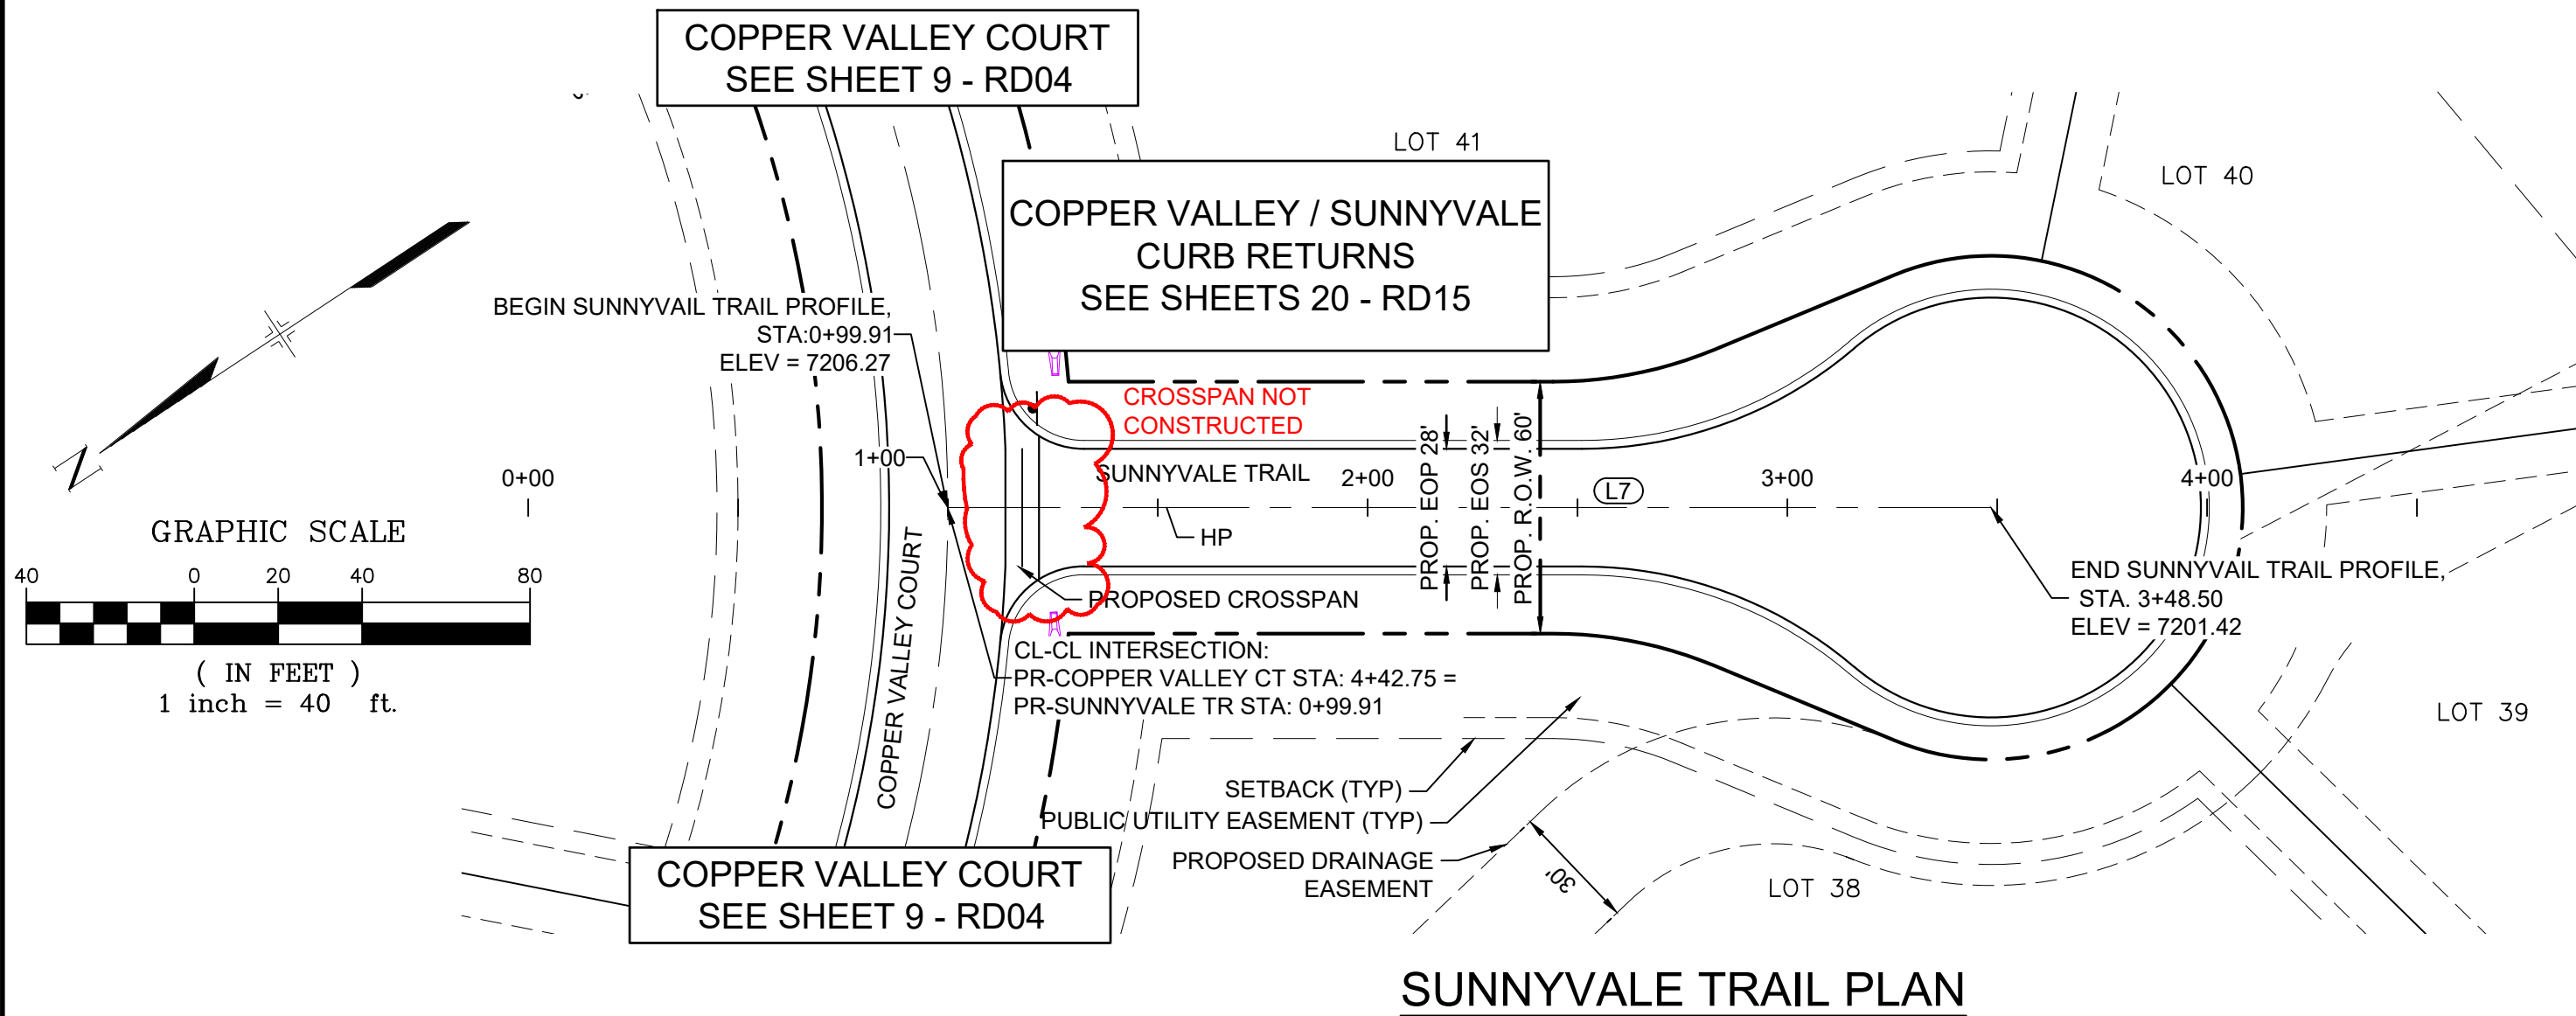 COPPER VALLEY COURT
SEE SHEET 9 - RD04
LOT 41
LOT 40
COPPER VALLEY / SUNNYVALE
CURB RETURNS
SEE SHEETS 20 - RD15
BEGIN SUNNYVAIL TRAIL PROFILE,
STA:0+99.91
ELEV = 7206.27
CROSSPAN NOT
CONSTRUCTED
N
0+00
1+00
SUNNYVALE TRAIL
2+00
PROP. EOP 28'
PROP. EOS 32'
PROP. R.O.W. 60'
L7
3+00
4+00
HP
GRAPHIC SCALE
40 0 20 40 80
( IN FEET )
1 inch = 40 ft.
COPPER VALLEY COURT
PROPOSED CROSSPAN
END SUNNYVAIL TRAIL PROFILE,
STA. 3+48.50
ELEV = 7201.42
CL-CL INTERSECTION:
PR-COPPER VALLEY CT STA: 4+42.75 =
PR-SUNNYVALE TR STA: 0+99.91
LOT 39
SETBACK (TYP)
PUBLIC UTILITY EASEMENT (TYP)
PROPOSED DRAINAGE
EASEMENT
30'
LOT 38
COPPER VALLEY COURT
SEE SHEET 9 - RD04
SUNNYVALE TRAIL PLAN